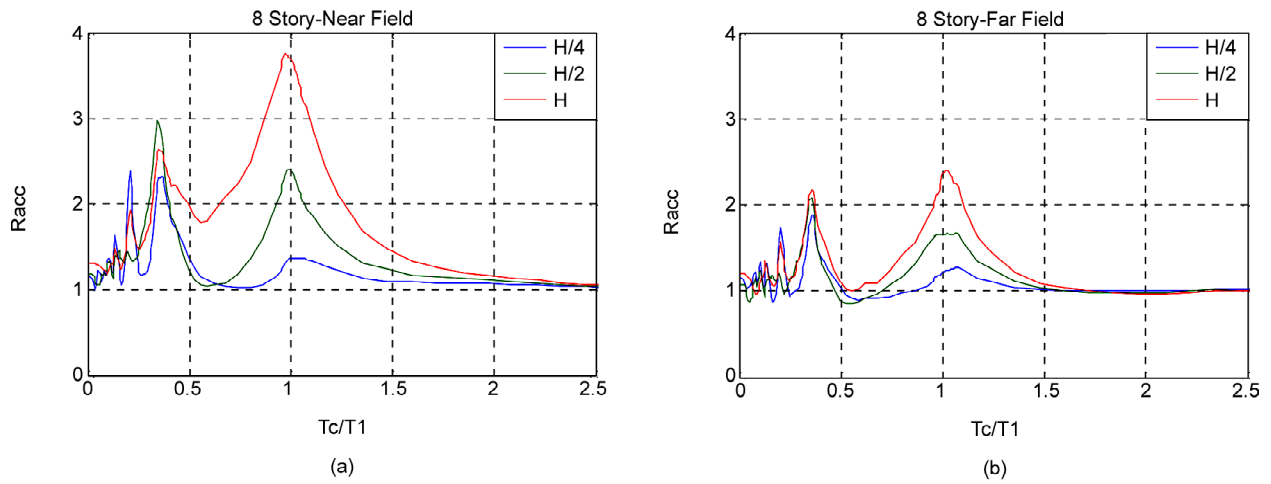 8 Story-Near Field
4
3
2
1
0
Racc
H/4
H/2
H
0 0.5 1 1.5 2 2.5
Tc/T1
(a)
8 Story-Far Field
4
3
2
1
0
Racc
H/4
H/2
H
0 0.5 1 1.5 2 2.5
Tc/T1
(b)